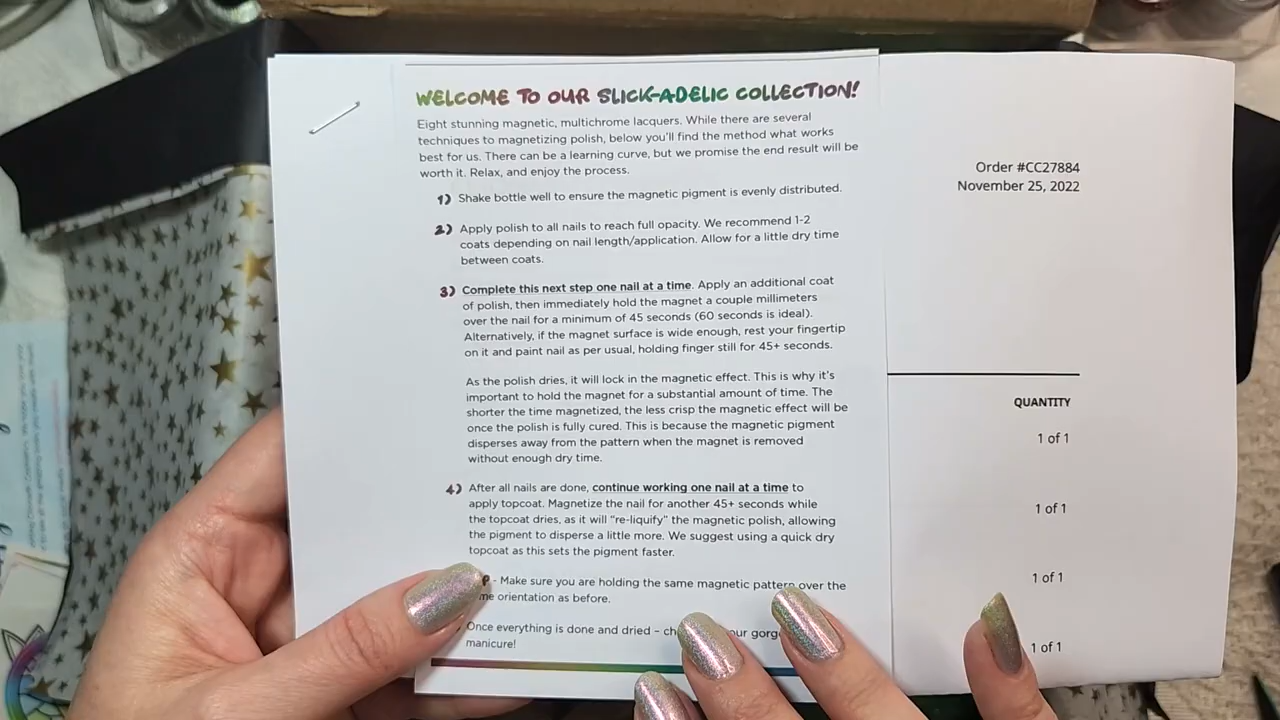 WELCOME TO OUR SLICK-ADELIC COLLECTION!
Eight stunning magnetic, multichrome lacquers. While there are several
techniques to magnetizing polish, below you'll find the method what works
best for us. There can be a learning curve, but we promise the end result will be
worth it. Relax, and enjoy the process.
1) Shake bottle well to ensure the magnetic pigment is evenly distributed.
2) Apply polish to all nails to reach full opacity. We recommend 1-2
coats depending on nail length/application. Allow for a little dry time
between coats.
3) Complete this next step one nail at a time. Apply an additional coat
of polish, then immediately hold the magnet a couple millimeters
over the nail for a minimum of 45 seconds (60 seconds is ideal).
Alternatively, if the magnet surface is wide enough, rest your fingertip
on it and paint nail as per usual, holding finger still for 45+ seconds.
As the polish dries, it will lock in the magnetic effect. This is why it's
important to hold the magnet for a substantial amount of time. The
shorter the time magnetized, the less crisp the magnetic effect will be
once the polish is fully cured. This is because the magnetic pigment
disperses away from the pattern when the magnet is removed
without enough dry time.
4) After all nails are done, continue working one nail at a time to
apply topcoat. Magnetize the nail for another 45+ seconds while
the topcoat dries, as it will "re-liquify" the magnetic polish, allowing
the pigment to disperse a little more. We suggest using a quick dry
topcoat as this sets the pigment faster.
- Make sure you are holding the same magnetic pattern over the
orientation as before.
Once everything is done and dried –
manicure!
Order #CC27884
November 25, 2022
QUANTITY
1 of 1
1 of 1
1 of 1
1 of 1